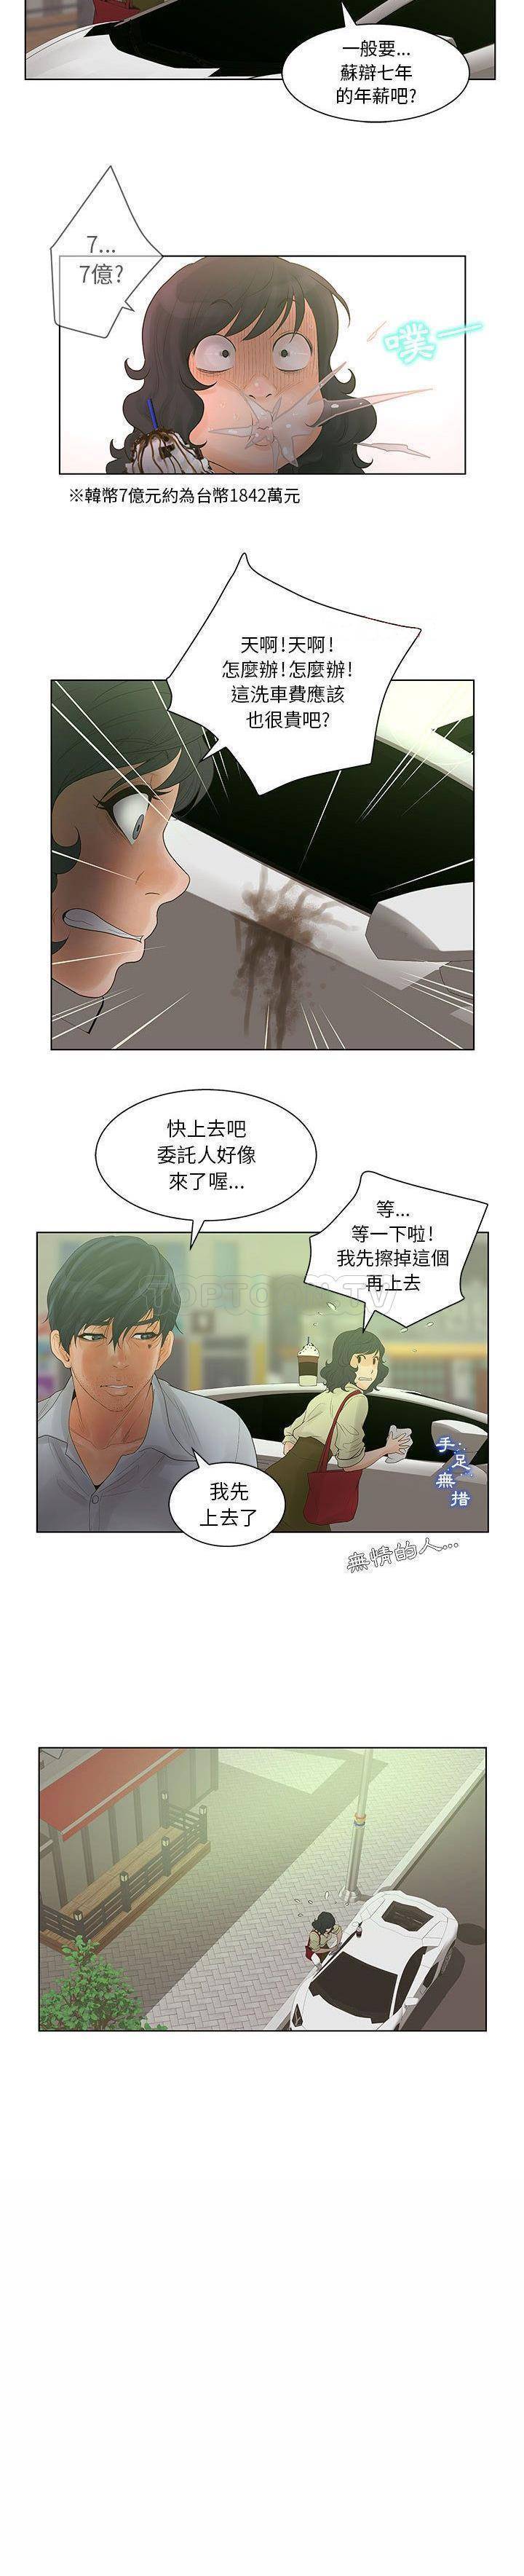 一般要...
蘇辯七年
的年薪吧?
7...
7億?
噗一
※韓幣7億元約為台幣1842萬元
天啊!天啊!
怎麼辦!怎麼辦!
這洗車費應該
也很貴吧?
快上去吧
委託人好像
來了喔...
等...
等一下啦!
我先擦掉這個
再上去
TOPTOON.TV
手足無措
我先
上去了
無情的人...